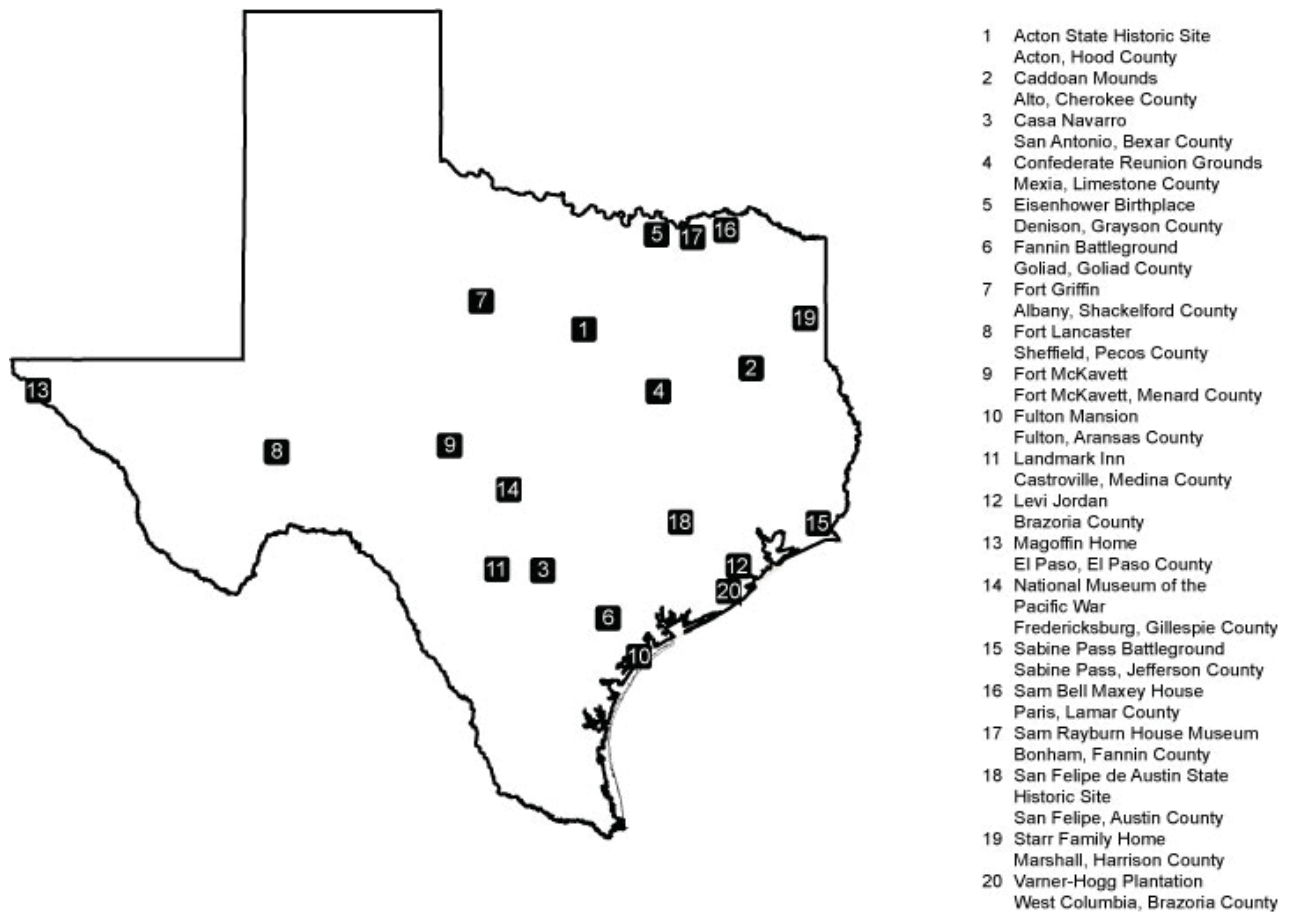 5
17
16
7
1
19
2
4
13
9
8
14
18
15
12
11
3
20
6
10
1 Acton State Historic Site
Acton, Hood County
2 Caddoan Mounds
Alto, Cherokee County
3 Casa Navarro
San Antonio, Bexar County
4 Confederate Reunion Grounds
Mexia, Limestone County
5 Eisenhower Birthplace
Denison, Grayson County
6 Fannin Battleground
Goliad, Goliad County
7 Fort Griffin
Albany, Shackelford County
8 Fort Lancaster
Sheffield, Pecos County
9 Fort McKavett
Fort McKavett, Menard County
10 Fulton Mansion
Fulton, Aransas County
11 Landmark Inn
Castroville, Medina County
12 Levi Jordan
Brazoria County
13 Magoffin Home
El Paso, El Paso County
14 National Museum of the
Pacific War
Fredericksburg, Gillespie County
15 Sabine Pass Battleground
Sabine Pass, Jefferson County
16 Sam Bell Maxey House
Paris, Lamar County
17 Sam Rayburn House Museum
Bonham, Fannin County
18 San Felipe de Austin State
Historic Site
San Felipe, Austin County
19 Starr Family Home
Marshall, Harrison County
20 Varner-Hogg Plantation
West Columbia, Brazoria County